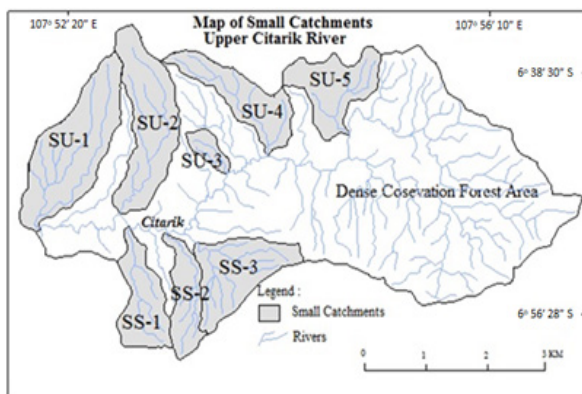 Map of Small Catchments
Upper Citarik River
107° 52' 20" E
107° 56' 10" E
6° 38' 30" S
SU-1
SU-2
SU-3
SU-4
SU-5
Dense Cosevation Forest Area
Citarik
SS-1
SS-2
SS-3
Legend :
Small Catchments
Rivers
6° 56' 28" S
0 1 2 3 KM